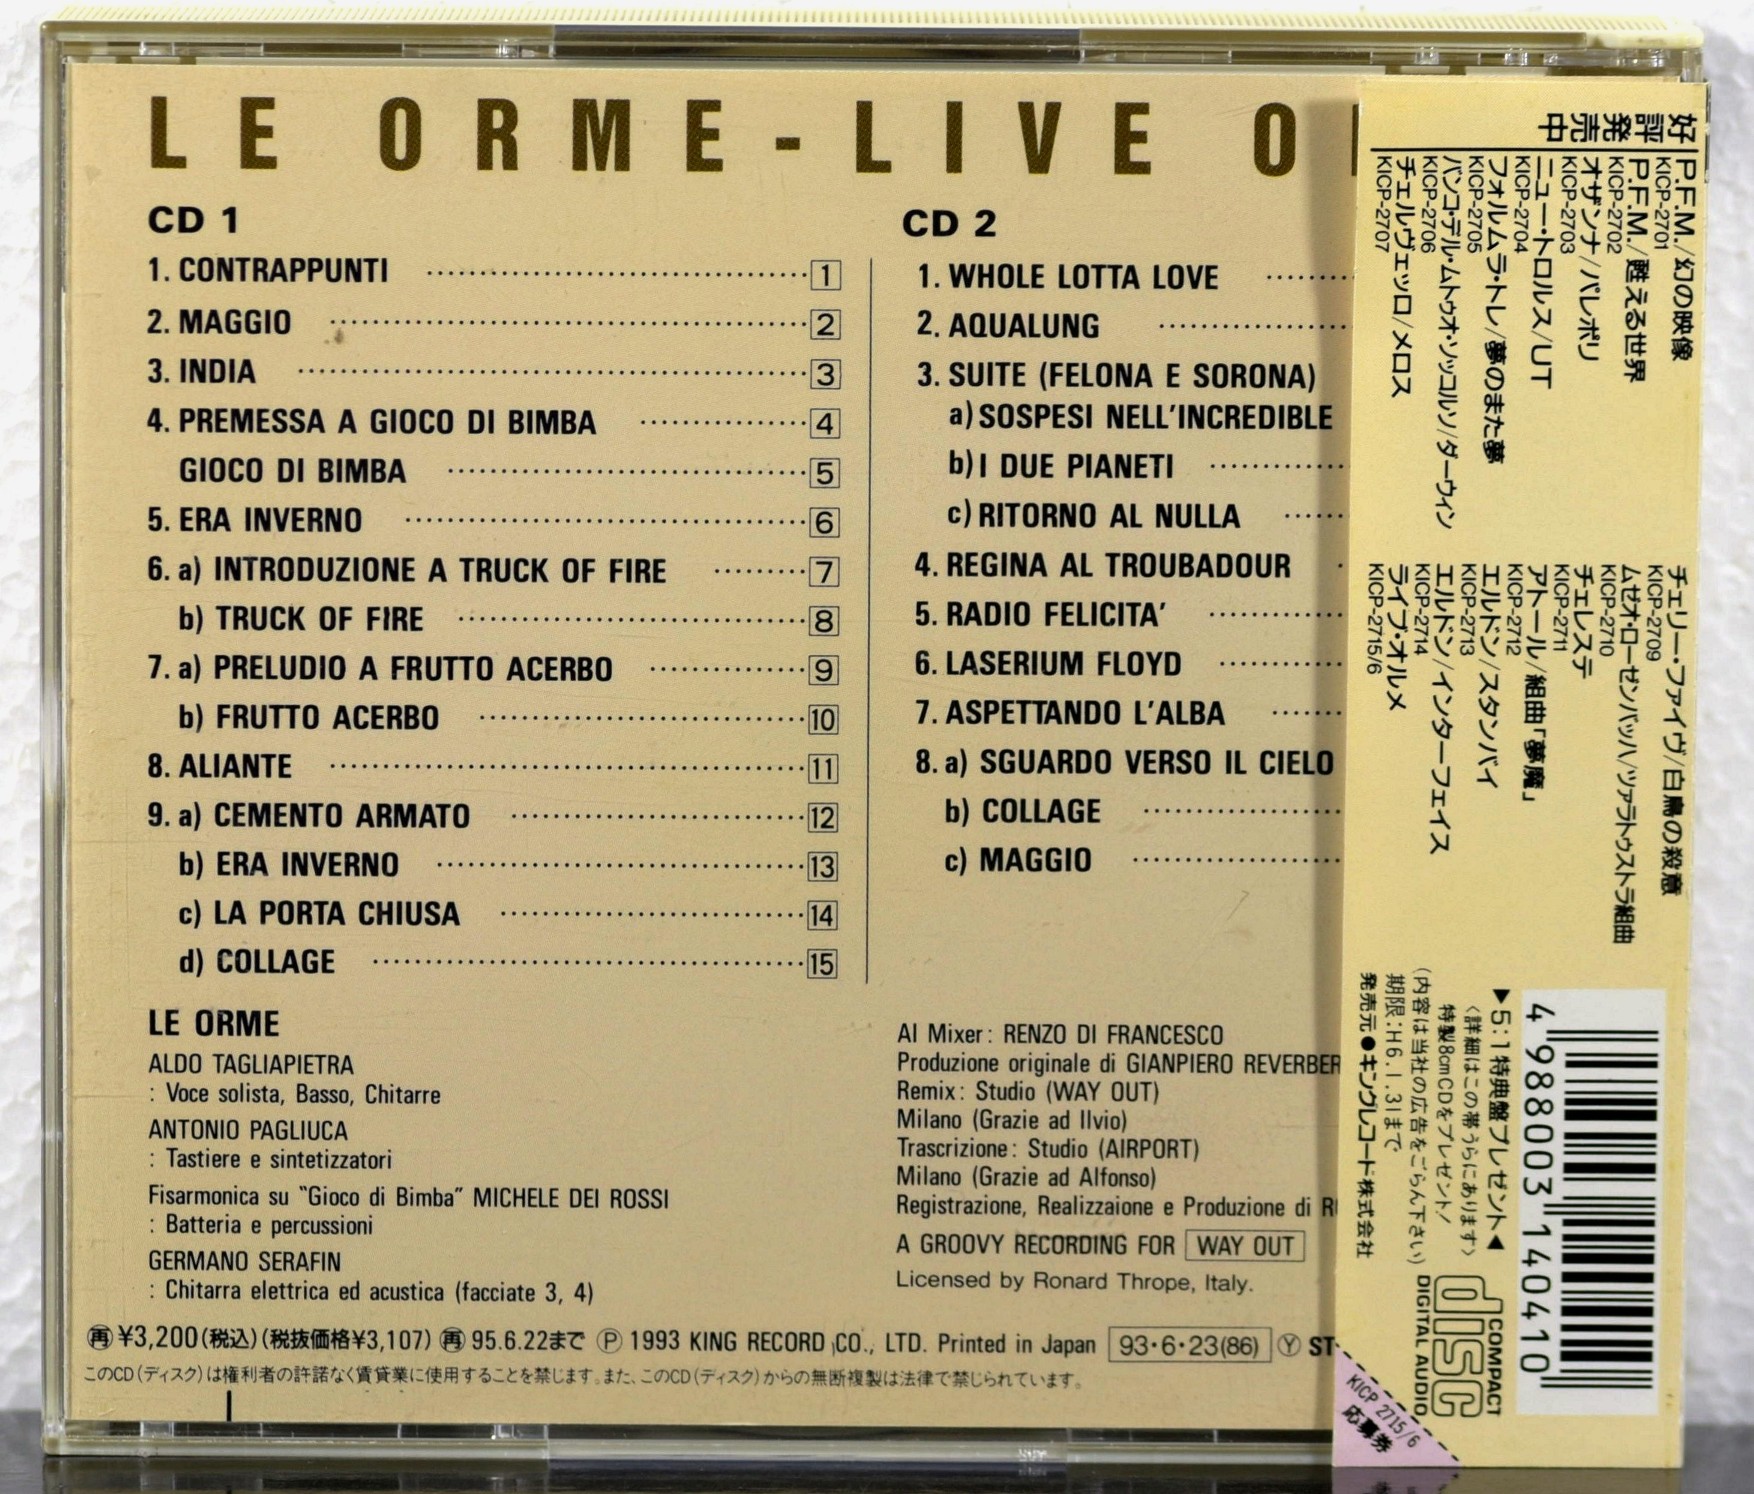 LE ORME - LIVE O
CD 1
1. CONTRAPPUNTI 1
2. MAGGIO 2
3. INDIA 3
4. PREMESSA A GIOCO DI BIMBA 4
GIOCO DI BIMBA 5
5. ERA INVERNO 6
6. a) INTRODUZIONE A TRUCK OF FIRE 7
b) TRUCK OF FIRE 8
7. a) PRELUDIO A FRUTTO ACERBO 9
b) FRUTTO ACERBO 10
8. ALIANTE 11
9. a) CEMENTO ARMATO 12
b) ERA INVERNO 13
c) LA PORTA CHIUSA 14
d) COLLAGE 15
CD 2
1. WHOLE LOTTA LOVE
2. AQUALUNG
3. SUITE (FELONA E SORONA)
a) SOSPESI NELL'INCREDIBLE
b) I DUE PIANETI
c) RITORNO AL NULLA
4. REGINA AL TROUBADOUR
5. RADIO FELICITA'
6. LASERIUM FLOYD
7. ASPETTANDO L'ALBA
8. a) SGUARDO VERSO IL CIELO
b) COLLAGE
c) MAGGIO
LE ORME
ALDO TAGLIAPIETRA
: Voce solista, Basso, Chitarre
ANTONIO PAGLIUCA
: Tastiere e sintetizzatori
Fisarmonica su "Gioco di Bimba" MICHELE DEI ROSSI
: Batteria e percussioni
GERMANO SERAFIN
: Chitarra elettrica ed acustica (facciate 3, 4)
Al Mixer: RENZO DI FRANCESCO
Produzione originale di GIANPIERO REVERBER
Remix: Studio (WAY OUT)
Milano (Grazie ad Ilvio)
Trascrizione: Studio (AIRPORT)
Milano (Grazie ad Alfonso)
Registrazione, Realizzaione e Produzione di R
A GROOVY RECORDING FOR WAY OUT
Licensed by Ronard Thrope, Italy.
再 ¥3,200(税込)(税抜価格¥3,107) 再 95.6.22まで Ⓟ 1993 KING RECORD CO., LTD. Printed in Japan 93・6・23(86) Ⓨ ST
このCD(ディスク)は権利者の許諾なく賃貸業に使用することを禁じます。また、このCD(ディスク)からの無断複製は法律で禁じられています。
好評発売中
P.F.M./幻の映像
KICP-2701
P.F.M./甦える世界
KICP-2702
オザンナ/パレポリ
KICP-2703
ニュー・トロルス/UT
KICP-2704
フォルムラ・トレ/夢のまた夢
KICP-2705
バンコ・デル・ムトゥオ・ソッコルソ/ダーウィン
KICP-2706
チェルヴェッロ/メロス
KICP-2707
チェリー・ファイヴ/白鳥の殺意
KICP-2709
ムゼオ・ローゼンバッハ/ツァラトゥストラ組曲
KICP-2710
チェレステ
KICP-2711
アトール/組曲「夢魔」
KICP-2712
エルドン/スタンバイ
KICP-2713
エルドン/インターフェイス
KICP-2714
ライブ・オルメ
KICP-2715/6
▶5:1特典盤プレゼント◀
〈詳細はこの帯うらにあります〉
特製8cmCDをプレゼント!
(内容は当社の広告をごらん下さい)
期限:H6.1.31まで
発売元●キングレコード株式会社
4 988003 140410
COMPACT
disc
DIGITAL AUDIO
KICP 2715/6
応募券